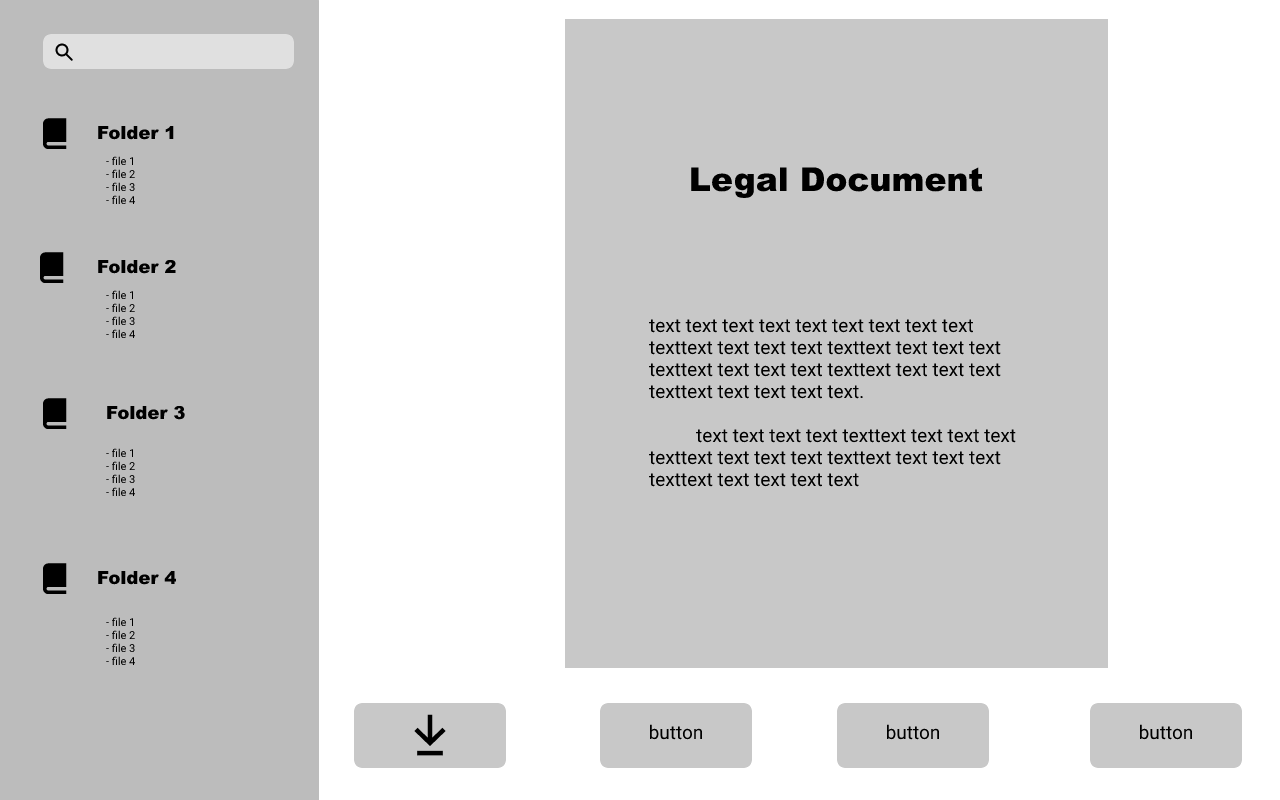 Folder 1
- file 1
- file 2
- file 3
- file 4
Folder 2
- file 1
- file 2
- file 3
- file 4
Folder 3
- file 1
- file 2
- file 3
- file 4
Folder 4
- file 1
- file 2
- file 3
- file 4
Legal Document
text text text text text text text text text
texttext text text text texttext text text text
texttext text text text texttext text text text
texttext text text text text.
text text text text texttext text text text
texttext text text text texttext text text text
texttext text text text text
button
button
button